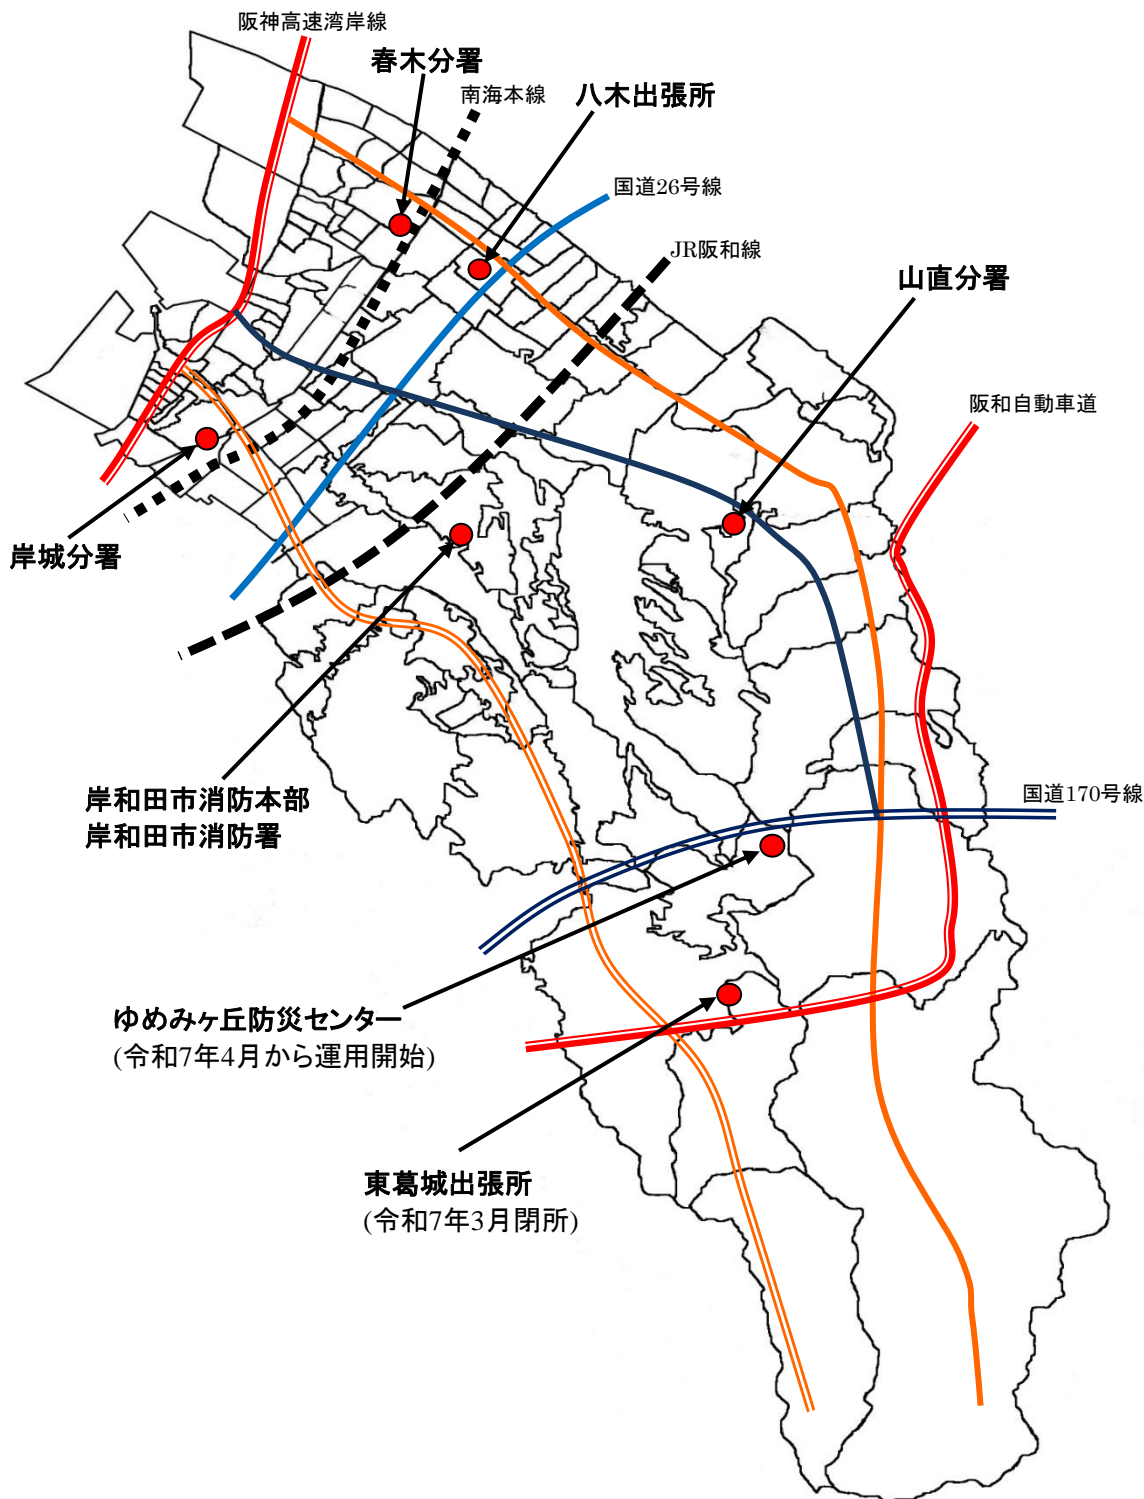 阪神高速湾岸線
春木分署
南海本線
八木出張所
国道26号線
JR阪和線
山直分署
阪和自動車道
岸城分署
岸和田市消防本部
岸和田市消防署
国道170号線
ゆめみヶ丘防災センター
(令和7年4月から運用開始)
東葛城出張所
(令和7年3月閉所)